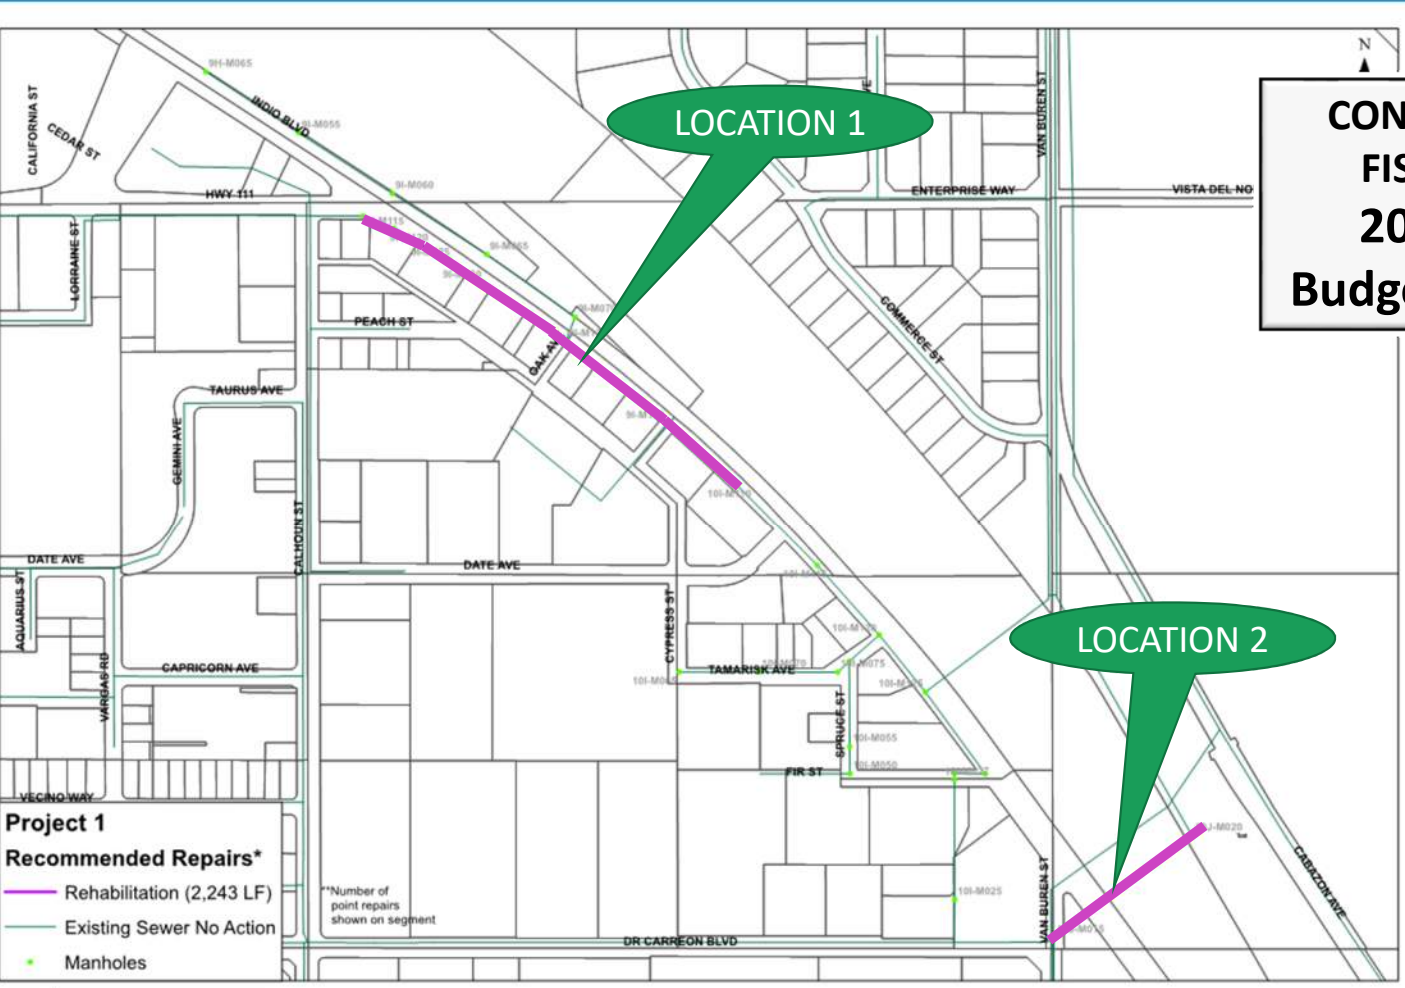 N
9H-M065
CALIFORNIA ST
CEDAR ST
INDIO BLVD
9I-M055
LOCATION 1
VAN BUREN ST
CON
FIS
20
Budg
9I-M060
HWY 111
ENTERPRISE WAY
VISTA DEL NO
LORRAINE ST
9I-M065
PEACH ST
OAK AV
COMMERCE ST
TAURUS AVE
GEMINI AVE
CALHOUN ST
DATE AVE
DATE AVE
AQUARIUS ST
CYPRESS ST
LOCATION 2
CAPRICORN AVE
TAMARISK AVE
VARGAS RD
SPRUCE ST
10I-M055
10I-M050
FIR ST
VECINO WAY
Project 1
Recommended Repairs*
Rehabilitation (2,243 LF)
Existing Sewer No Action
Manholes
**Number of
point repairs
shown on segment
10I-M025
VAN BUREN ST
CABAZON AVE
DR CARREON BLVD